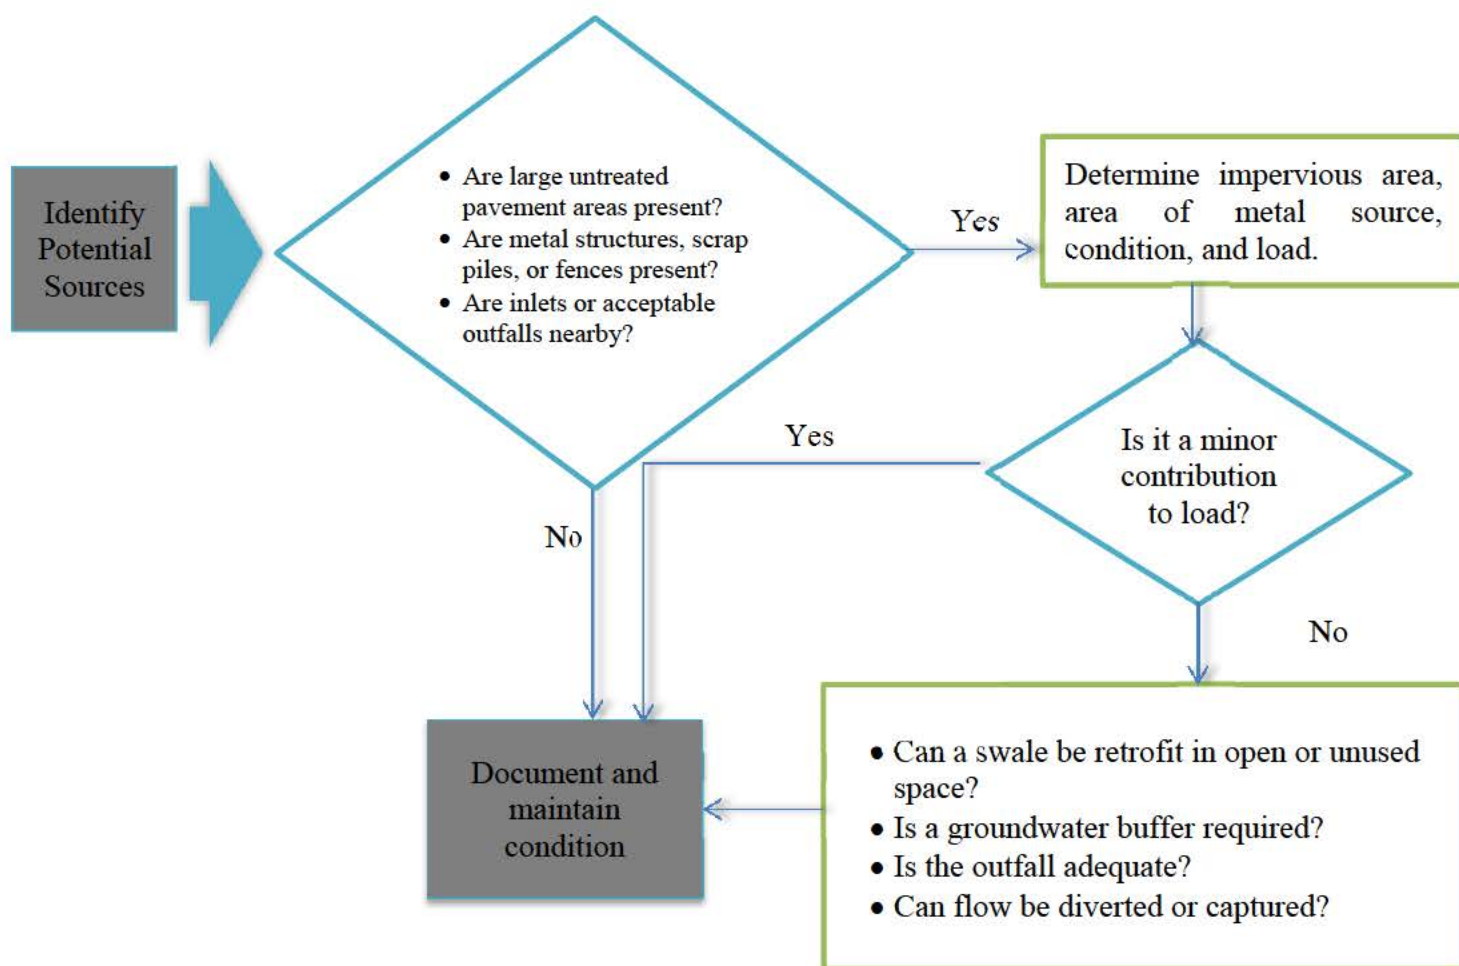 Identify
Potential
Sources
• Are large untreated
pavement areas present?
• Are metal structures, scrap
piles, or fences present?
• Are inlets or acceptable
outfalls nearby?
Yes
Determine impervious area,
area of metal source,
condition, and load.
Is it a minor
contribution
to load?
Yes
No
No
Document and
maintain
condition
• Can a swale be retrofit in open or unused
space?
• Is a groundwater buffer required?
• Is the outfall adequate?
• Can flow be diverted or captured?